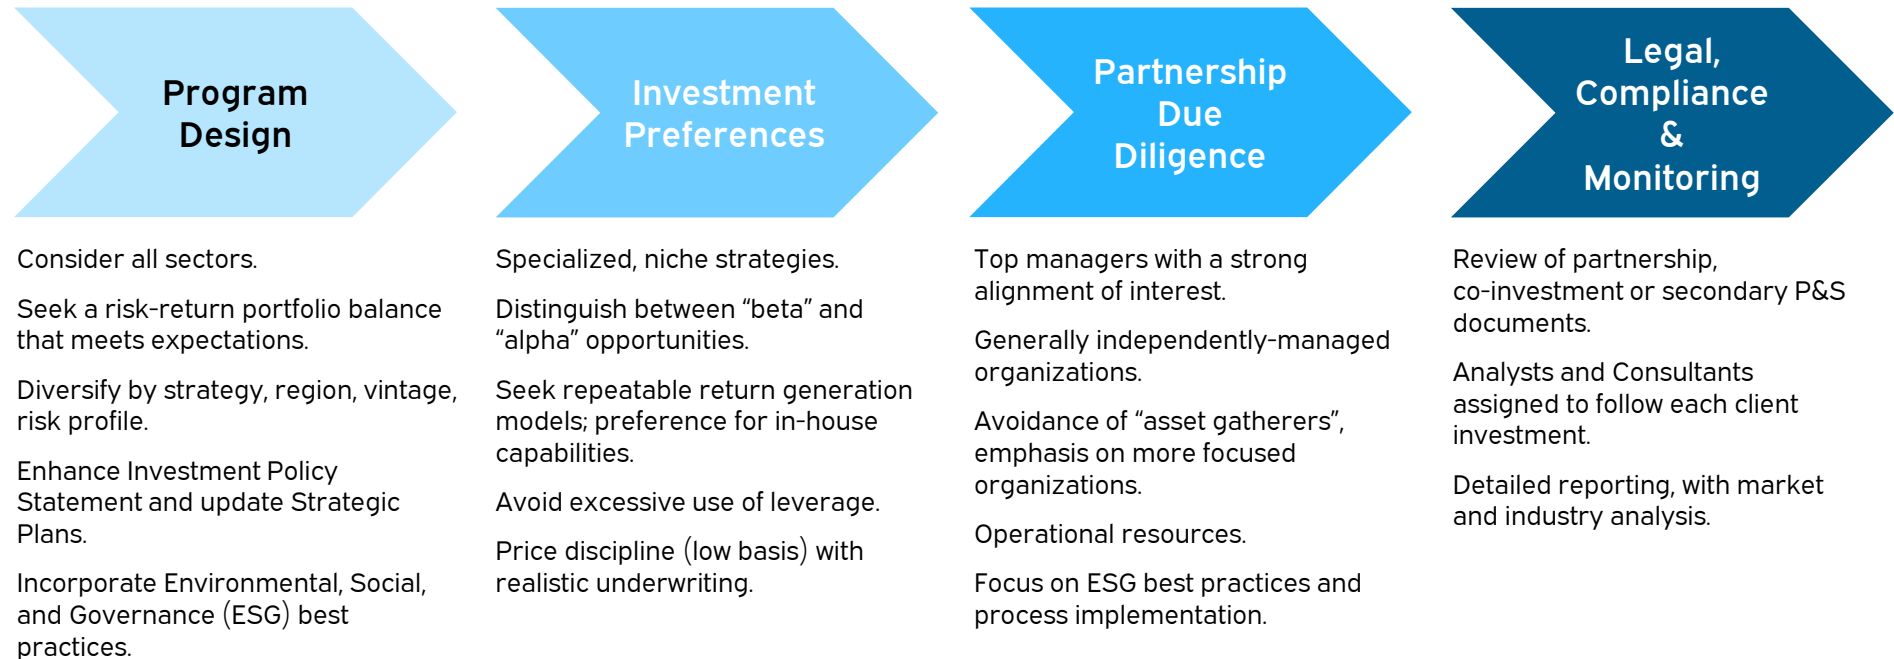 Program
Design
Investment
Preferences
Partnership
Due
Diligence
Legal,
Compliance
&
Monitoring
Consider all sectors.
Seek a risk-return portfolio balance
that meets expectations.
Diversify by strategy, region, vintage,
risk profile.
Enhance Investment Policy
Statement and update Strategic
Plans.
Incorporate Environmental, Social,
and Governance (ESG) best
practices.
Specialized, niche strategies.
Distinguish between “beta” and
“alpha” opportunities.
Seek repeatable return generation
models; preference for in-house
capabilities.
Avoid excessive use of leverage.
Price discipline (low basis) with
realistic underwriting.
Top managers with a strong
alignment of interest.
Generally independently-managed
organizations.
Avoidance of “asset gatherers”,
emphasis on more focused
organizations.
Operational resources.
Focus on ESG best practices and
process implementation.
Review of partnership,
co-investment or secondary P&S
documents.
Analysts and Consultants
assigned to follow each client
investment.
Detailed reporting, with market
and industry analysis.